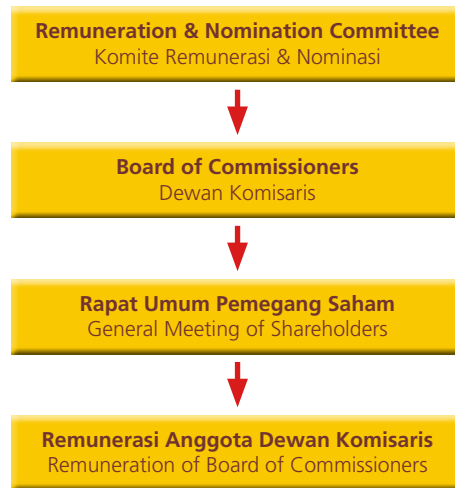 Remuneration & Nomination Committee
Komite Remunerasi & Nominasi
Board of Commissioners
Dewan Komisaris
Rapat Umum Pemegang Saham
General Meeting of Shareholders
Remunerasi Anggota Dewan Komisaris
Remuneration of Board of Commissioners